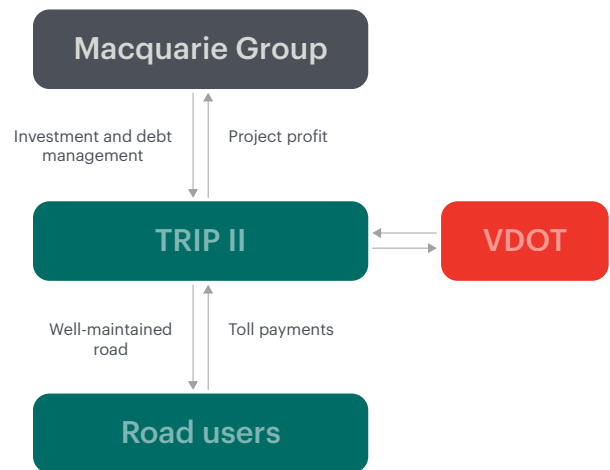 Macquarie Group
Investment and debt
management
Project profit
TRIP II
VDOT
Well-maintained
road
Toll payments
Road users